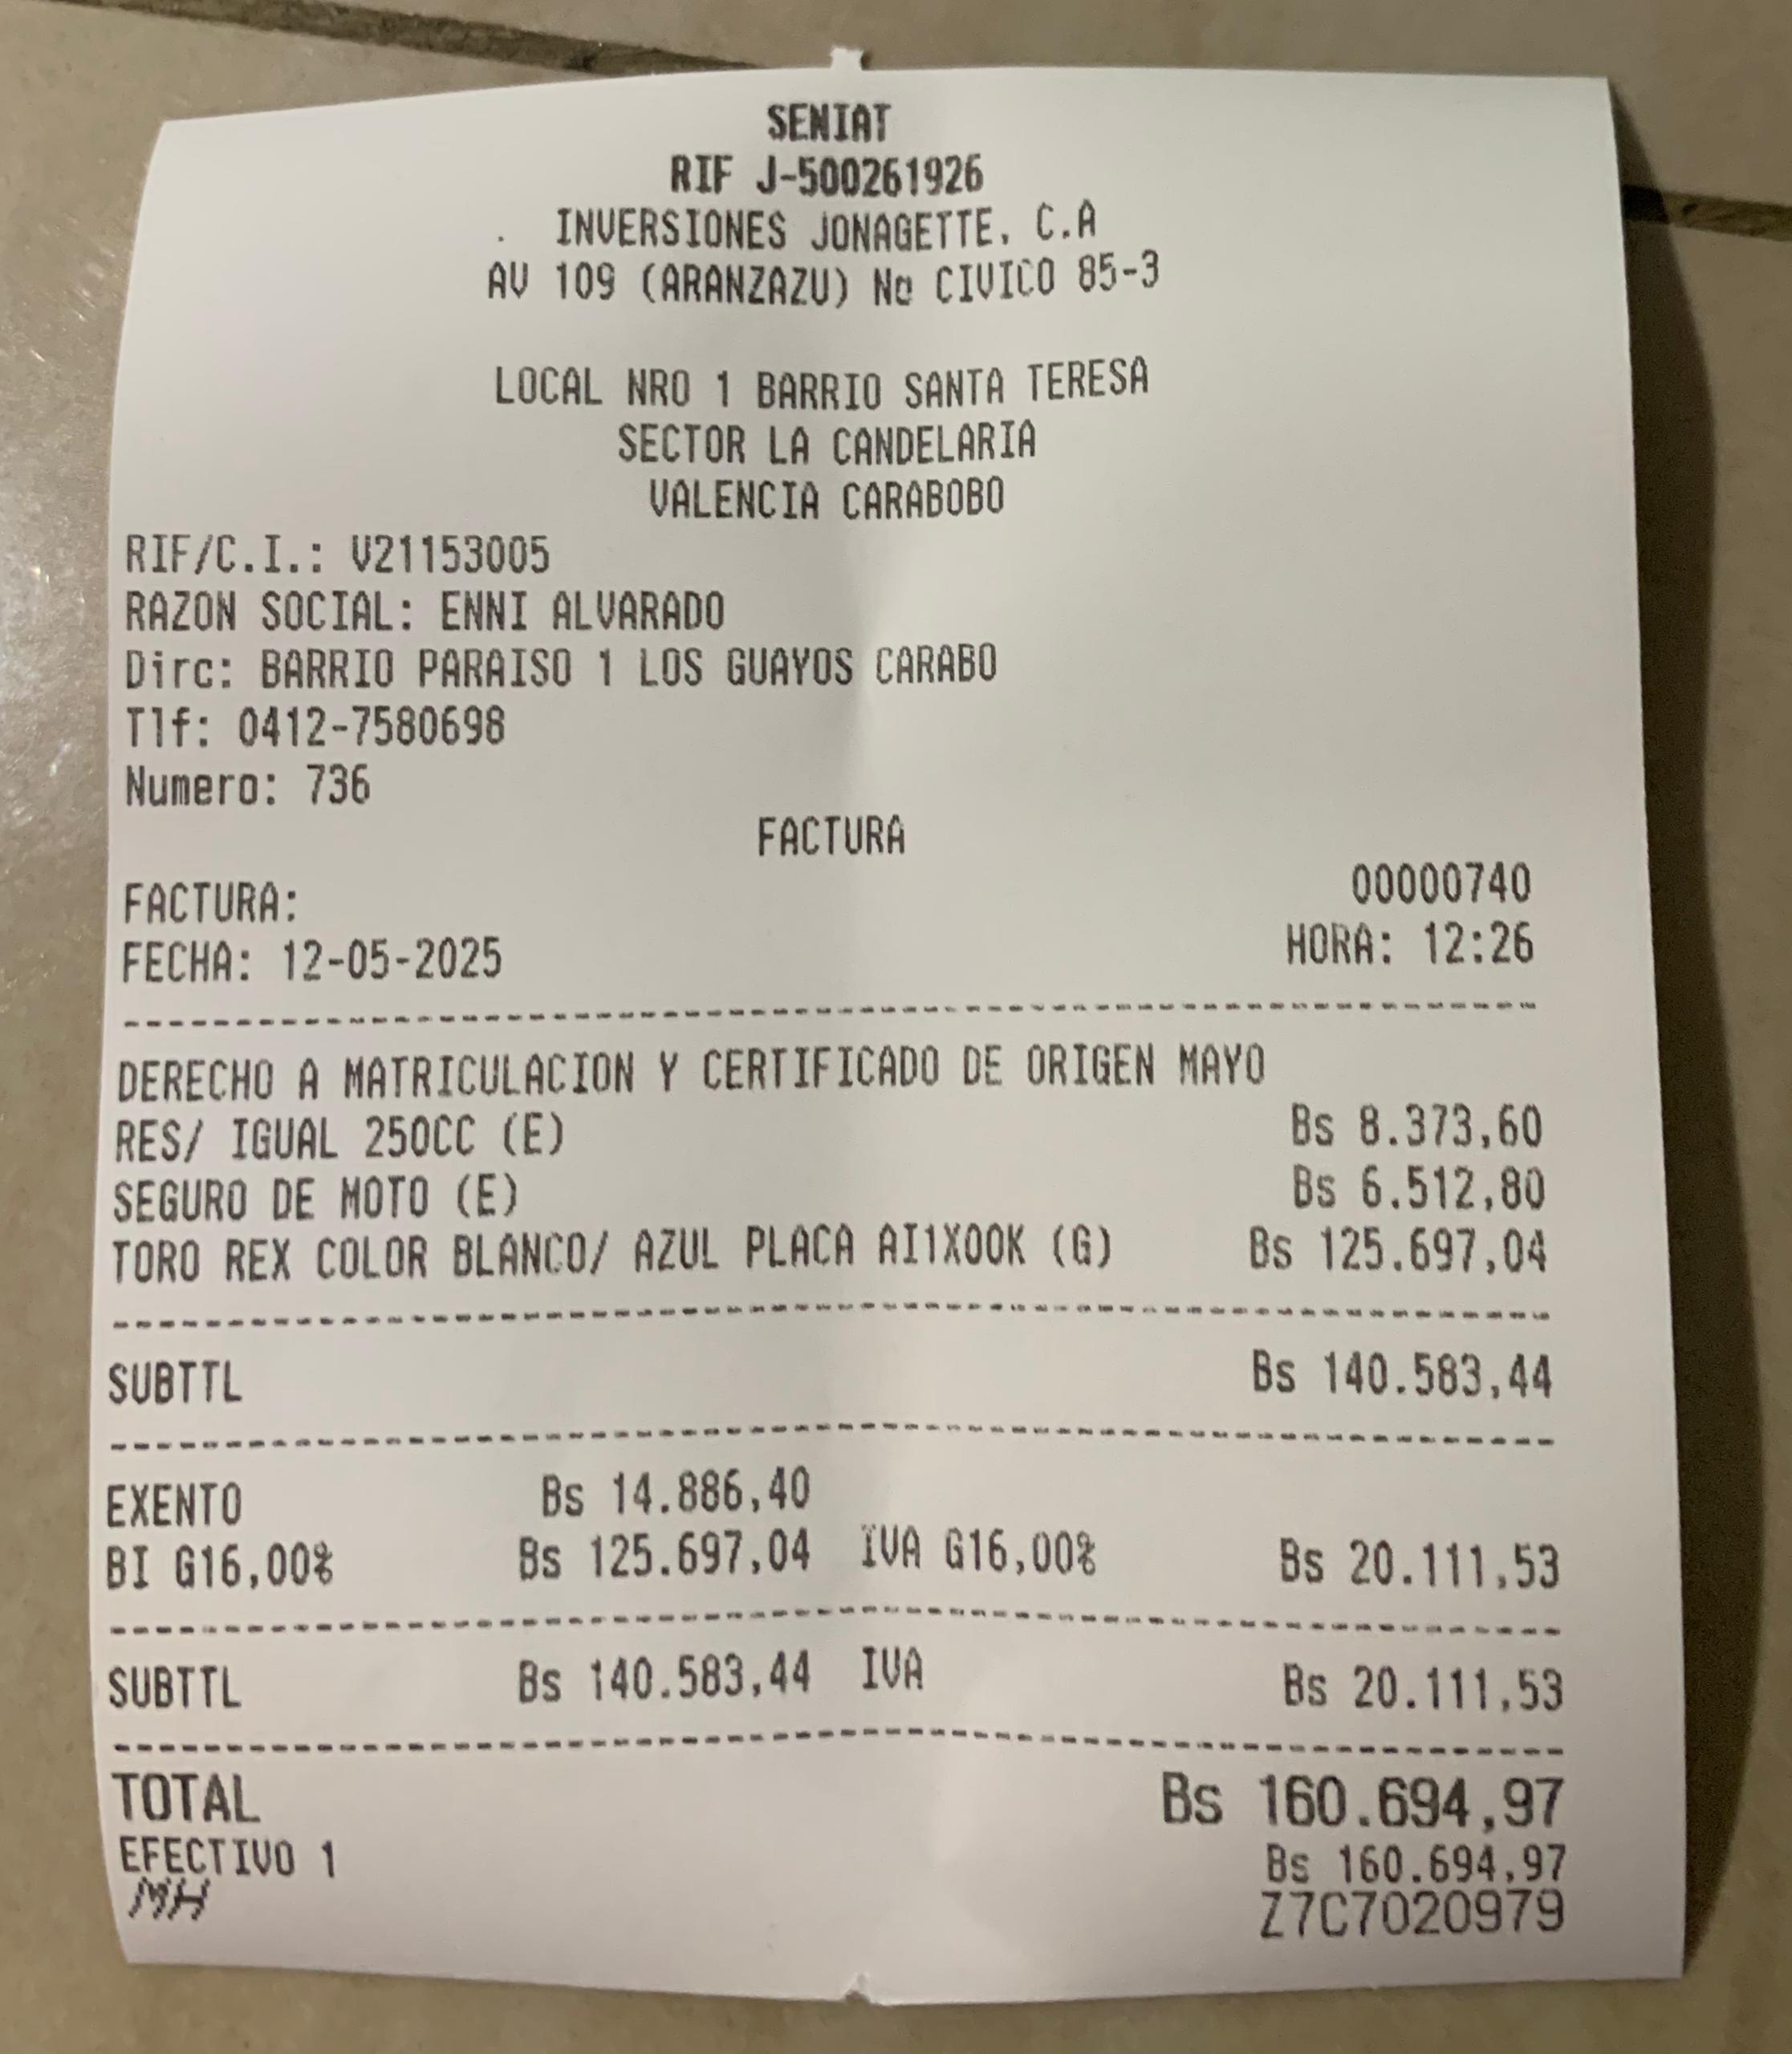 SENIAT
RIF J-500261926
. INVERSIONES JONAGETTE, C.A
AV 109 (ARANZAZU) No CIVICO 85-3
LOCAL NRO 1 BARRIO SANTA TERESA
SECTOR LA CANDELARIA
VALENCIA CARABOBO
RIF/C.I.: V21153005
RAZON SOCIAL: ENNI ALVARADO
Dirc: BARRIO PARAISO 1 LOS GUAYOS CARABO
Tlf: 0412-7580698
Numero: 736
FACTURA
FACTURA: 00000740
FECHA: 12-05-2025 HORA: 12:26
DERECHO A MATRICULACION Y CERTIFICADO DE ORIGEN MAYO
RES/ IGUAL 250CC (E) Bs 8.373,60
SEGURO DE MOTO (E) Bs 6.512,80
TORO REX COLOR BLANCO/ AZUL PLACA AI1X00K (G) Bs 125.697,04
SUBTTL Bs 140.583,44
EXENTO Bs 14.886,40
BI G16,00% Bs 125.697,04 IVA G16,00% Bs 20.111,53
SUBTTL Bs 140.583,44 IVA Bs 20.111,53
TOTAL Bs 160.694,97
EFECTIVO 1 Bs 160.694,97
MH Z7C7020979